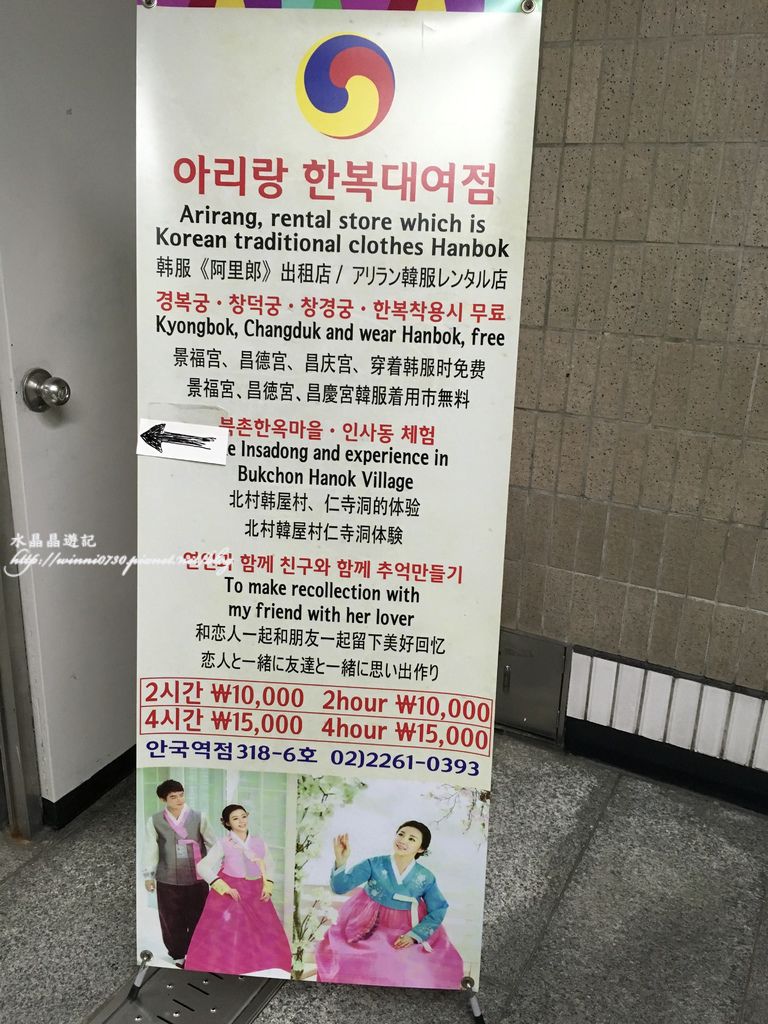 아리랑 한복대여점
Arirang, rental store which is
Korean traditional clothes Hanbok
韩服《阿里郎》出租店 / アリラン韓服レンタル店
경복궁 · 창덕궁 · 창경궁 · 한복착용시 무료
Kyongbok, Changduk and wear Hanbok, free
景福宫、昌德宫、昌庆宫、穿着韩服时免费
景福宮、昌徳宮、昌慶宮韓服着用市無料
북촌한옥마을 · 인사동 체험
e Insadong and experience in
Bukchon Hanok Village
北村韩屋村、仁寺洞的体验
北村韓屋村仁寺洞体験
水晶晶遊記
함께 친구와 함께 추억만들기
To make recollection with
my friend with her lover
和恋人一起和朋友一起留下美好回忆
恋人と一緒に友達と一緒に思い出作り
2시간 ₩10,000 2hour ₩10,000
4시간 ₩15,000 4hour ₩15,000
안국역점318-6호 02)2261-0393